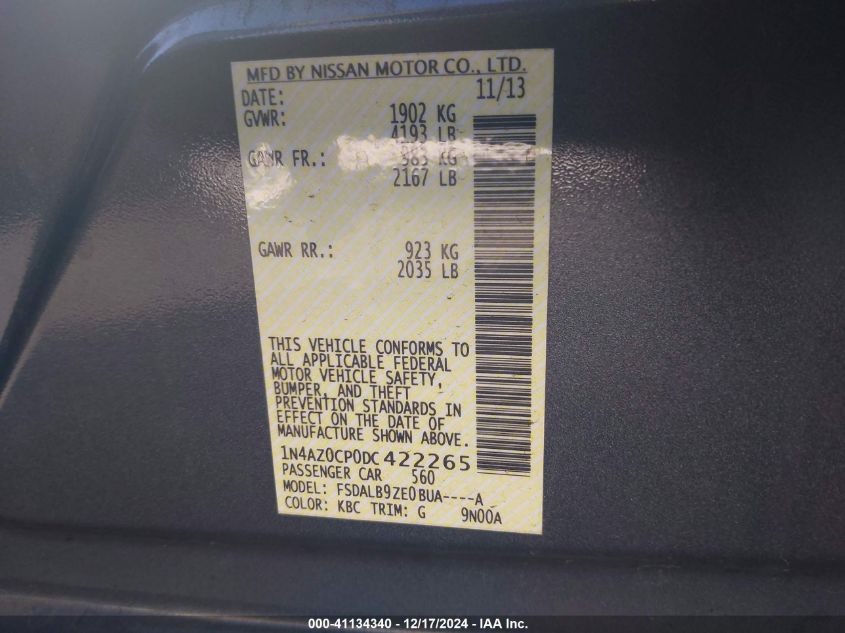 MFD BY NISSAN MOTOR CO., LTD.
DATE: 11/13
GVWR: 1902 KG
4193 LB
GAWR FR.: 983 KG
2167 LB
GAWR RR.: 923 KG
2035 LB
THIS VEHICLE CONFORMS TO
ALL APPLICABLE FEDERAL
MOTOR VEHICLE SAFETY,
BUMPER, AND THEFT
PREVENTION STANDARDS IN
EFFECT ON THE DATE OF
MANUFACTURE SHOWN ABOVE.
1N4AZ0CP0DC422265
PASSENGER CAR 560
MODEL: FSDALB9ZE0BUA----A
COLOR: KBC TRIM: G 9N00A
000-41134340 - 12/17/2024 - IAA Inc.